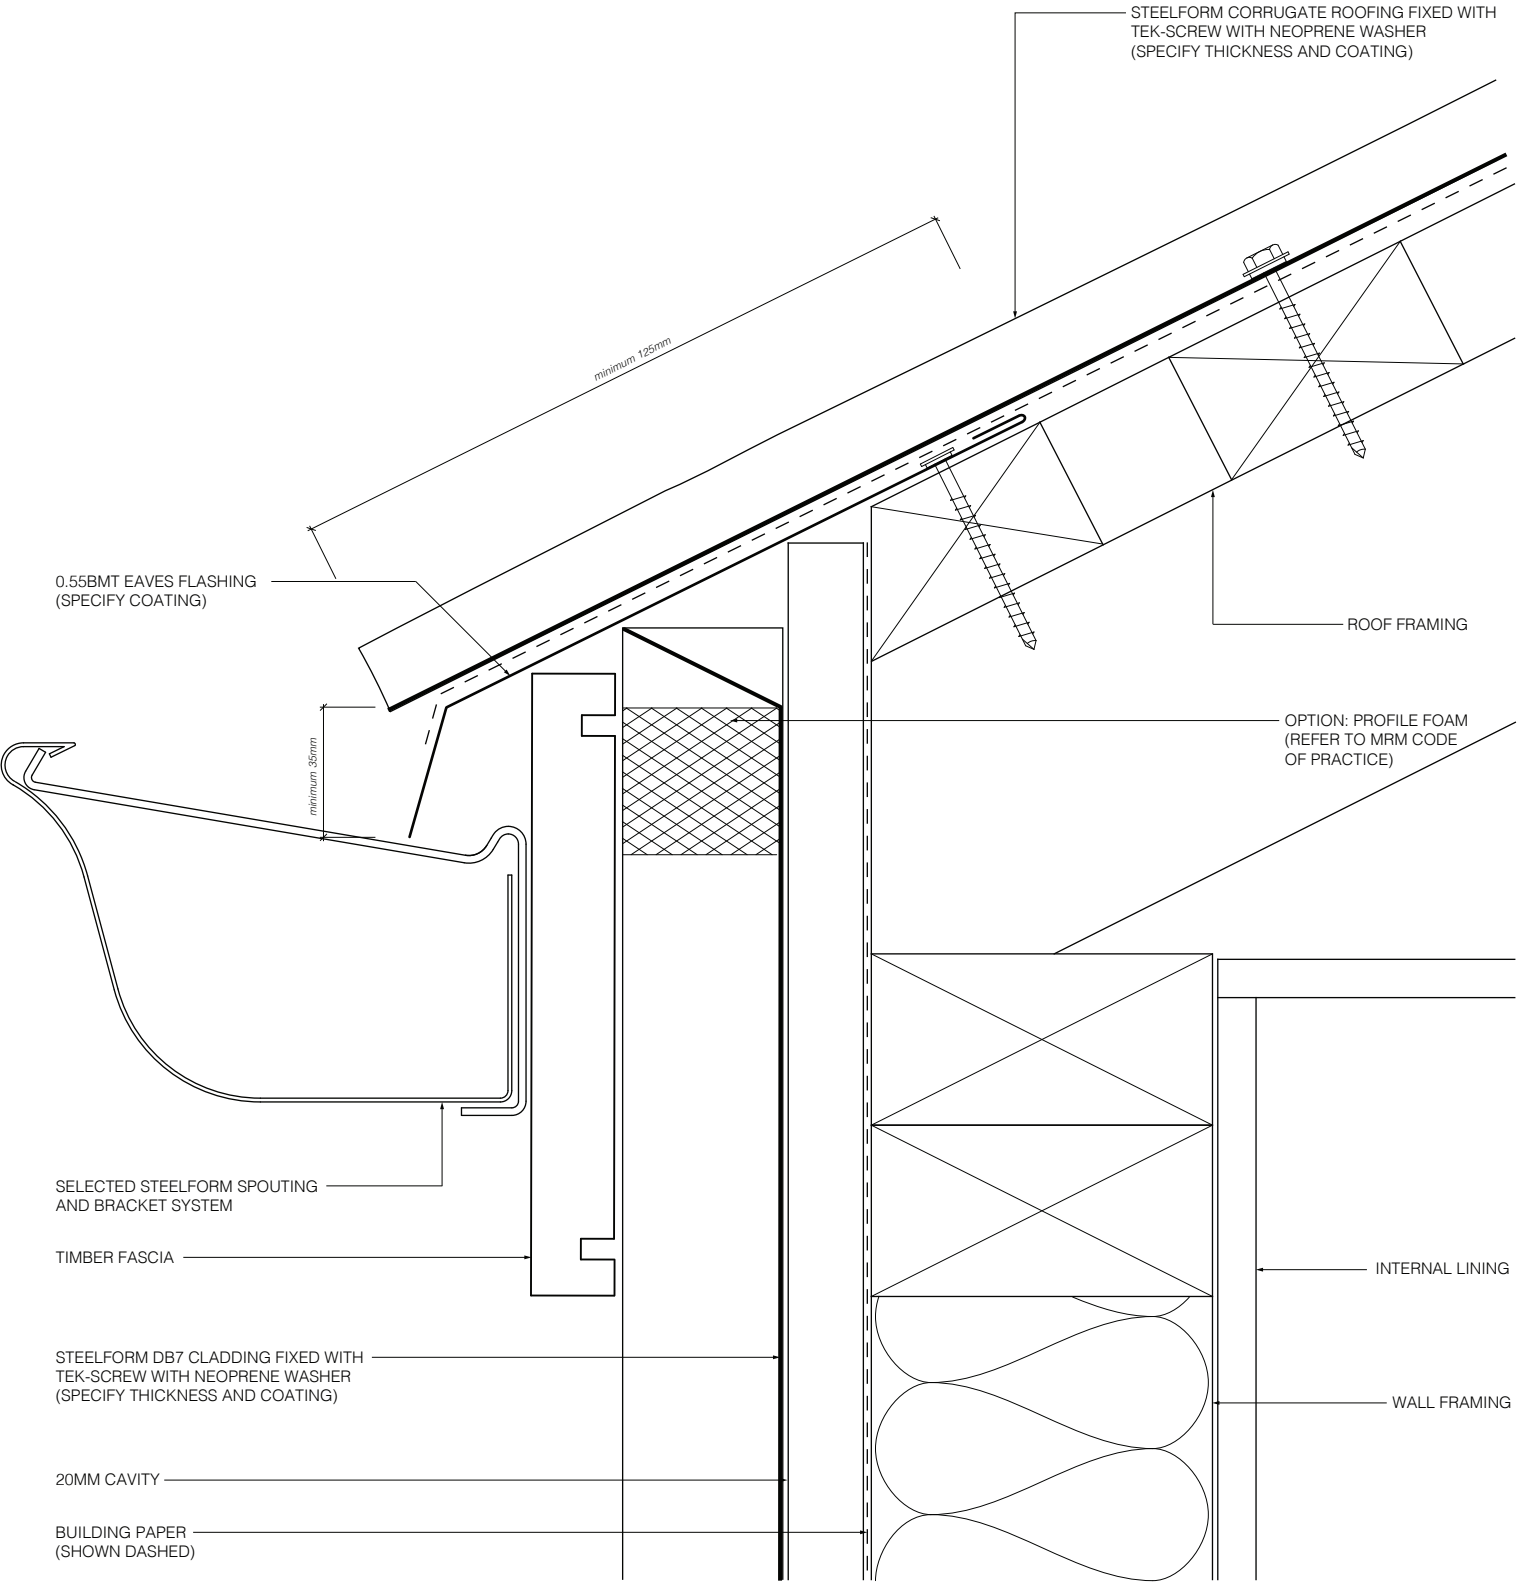 STEELFORM CORRUGATE ROOFING FIXED WITH
TEK-SCREW WITH NEOPRENE WASHER
(SPECIFY THICKNESS AND COATING)
minimum 125mm
0.55BMT EAVES FLASHING
(SPECIFY COATING)
ROOF FRAMING
OPTION: PROFILE FOAM
(REFER TO MRM CODE
OF PRACTICE)
minimum 35mm
SELECTED STEELFORM SPOUTING
AND BRACKET SYSTEM
TIMBER FASCIA
INTERNAL LINING
STEELFORM DB7 CLADDING FIXED WITH
TEK-SCREW WITH NEOPRENE WASHER
(SPECIFY THICKNESS AND COATING)
WALL FRAMING
20MM CAVITY
BUILDING PAPER
(SHOWN DASHED)